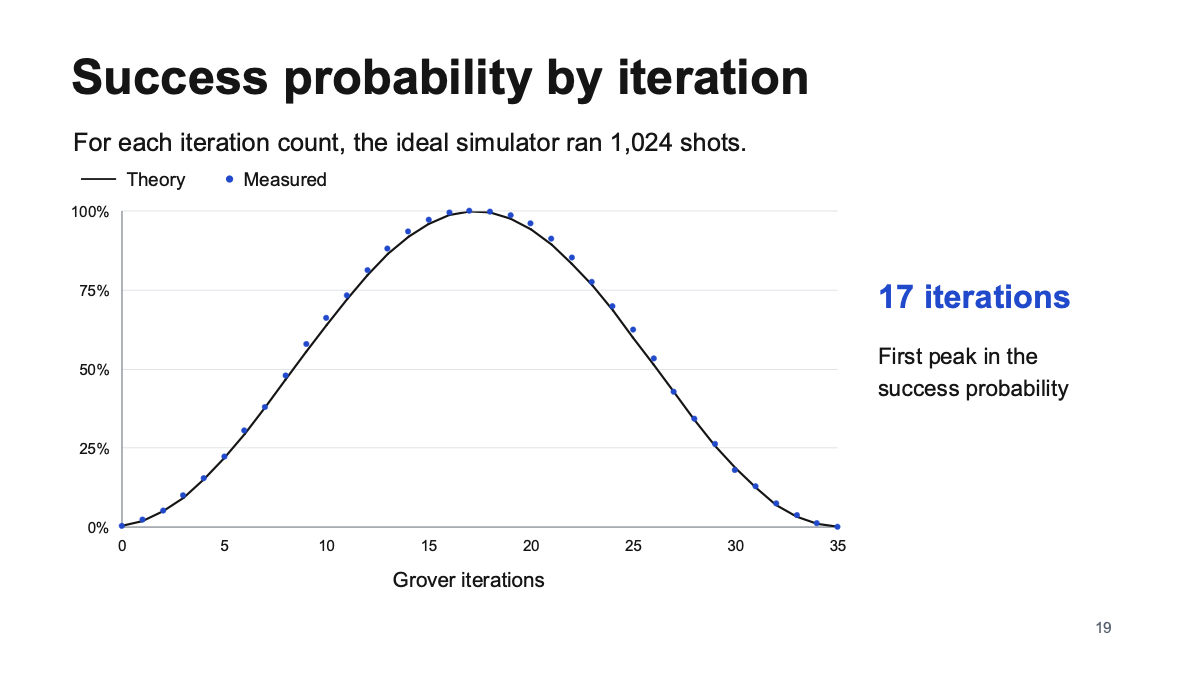 Success probability by iteration
For each iteration count, the ideal simulator ran 1,024 shots.
Theory Measured
100%
75%
50%
25%
0%
0 5 10 15 20 25 30 35
Grover iterations
17 iterations
First peak in the
success probability
19